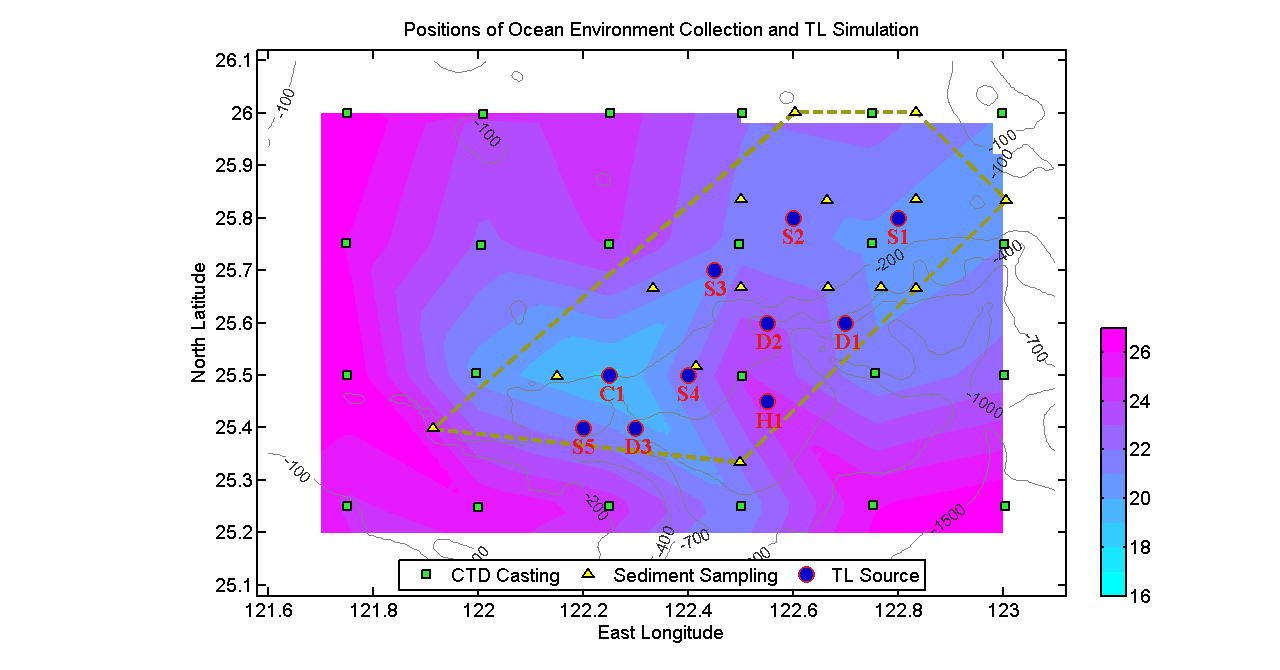 Positions of Ocean Environment Collection and TL Simulation
26.1
26
25.9
25.8
25.7
25.6
25.5
25.4
25.3
25.2
25.1
North Latitude
-100
-100
-100
-100
S2
S1
-200
-400
S3
D2
D1
-700
C1
S4
-1000
H1
S5
D3
-100
-200
-1500
-400
-700
CTD Casting
Sediment Sampling
TL Source
121.6
121.8
122
122.2
122.4
122.6
122.8
123
East Longitude
26
24
22
20
18
16